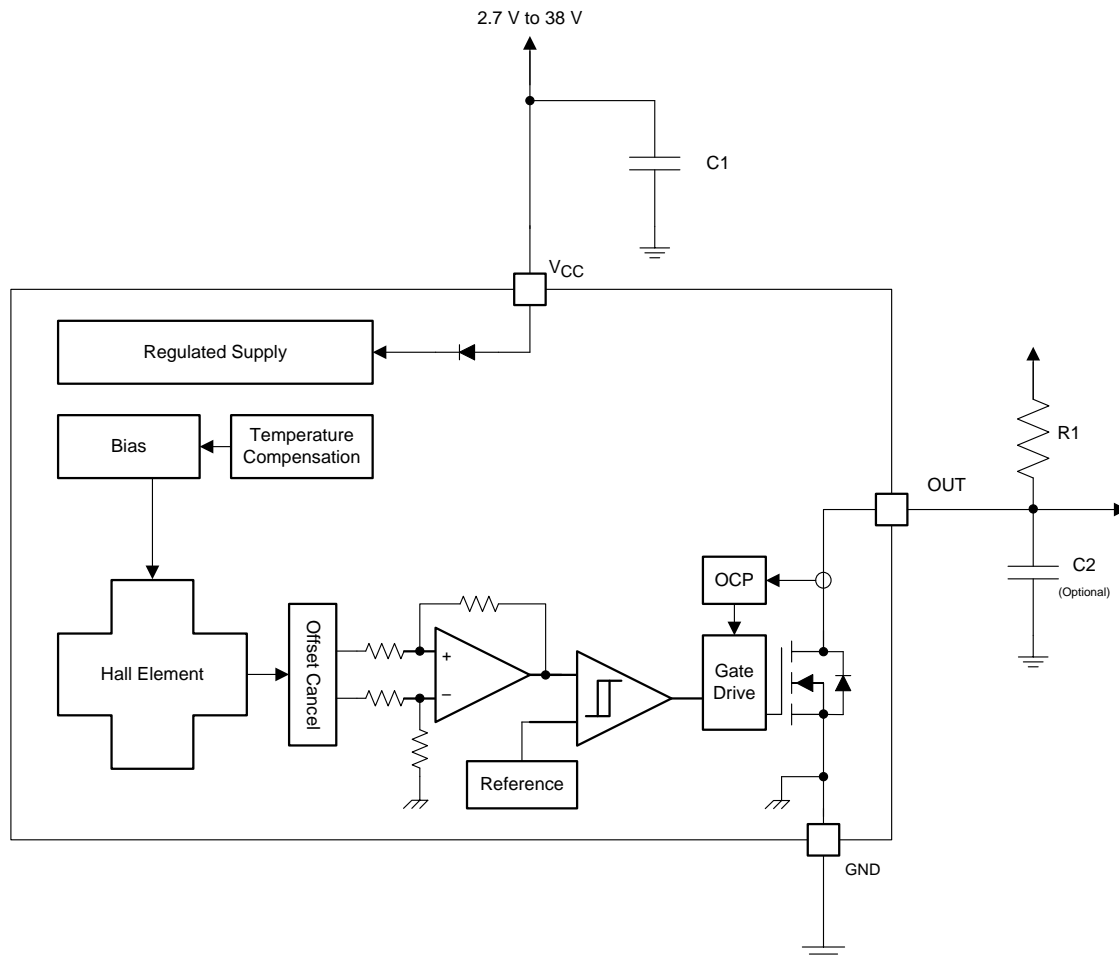 2.7 V to 38 V
C1
VCC
Regulated Supply
Bias
Temperature
Compensation
R1
OUT
C2
(Optional)
OCP
Hall Element
Offset Cancel
+
−
Gate
Drive
Reference
GND